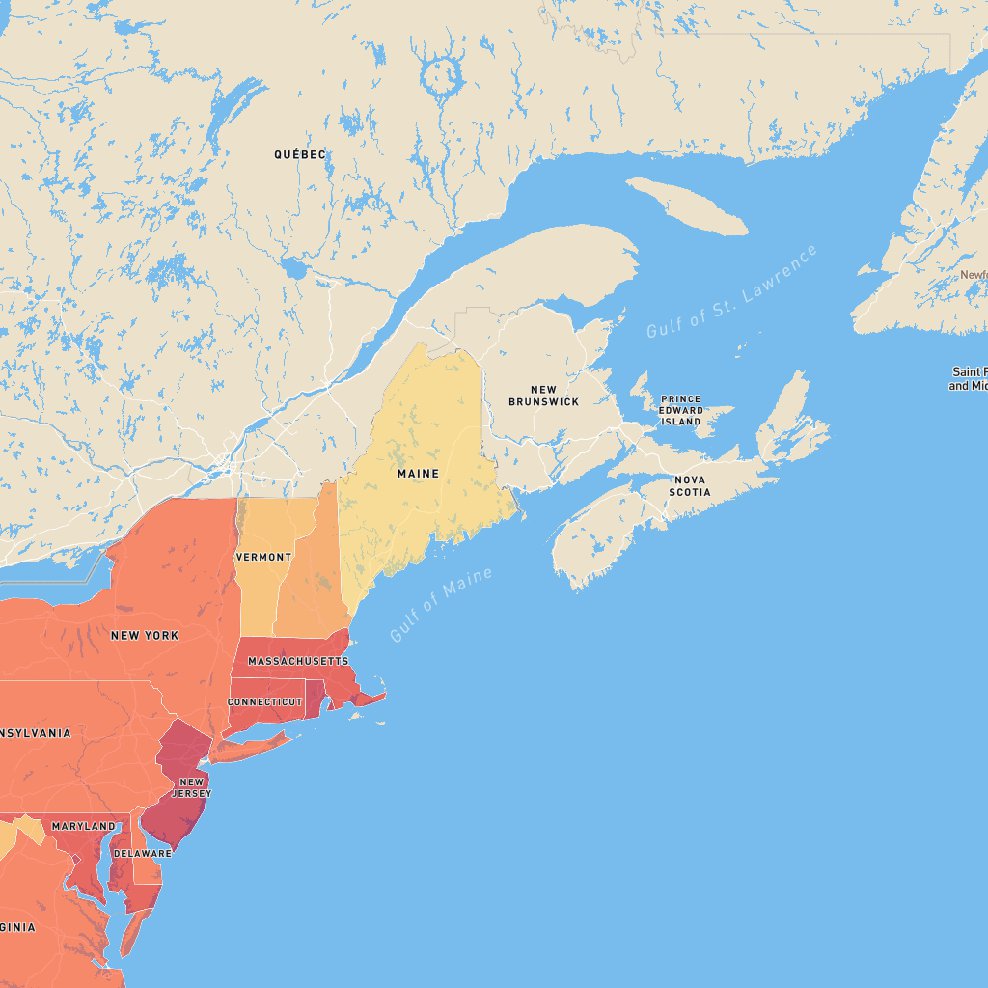 QUÉBEC
Gulf of St. Lawrence
Newfo
Saint P
and Mic
NEW
BRUNSWICK
PRINCE
EDWARD
ISLAND
MAINE
NOVA
SCOTIA
VERMONT
Gulf of Maine
NEW YORK
MASSACHUSETTS
CONNECTICUT
NSYLVANIA
NEW
JERSEY
MARYLAND
DELAWARE
GINIA